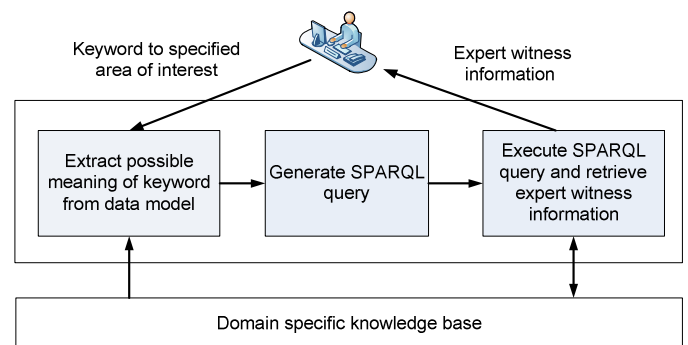 Keyword to specified
area of interest
Expert witness
information
Extract possible
meaning of keyword
from data model
Generate SPARQL
query
Execute SPARQL
query and retrieve
expert witness
information
Domain specific knowledge base